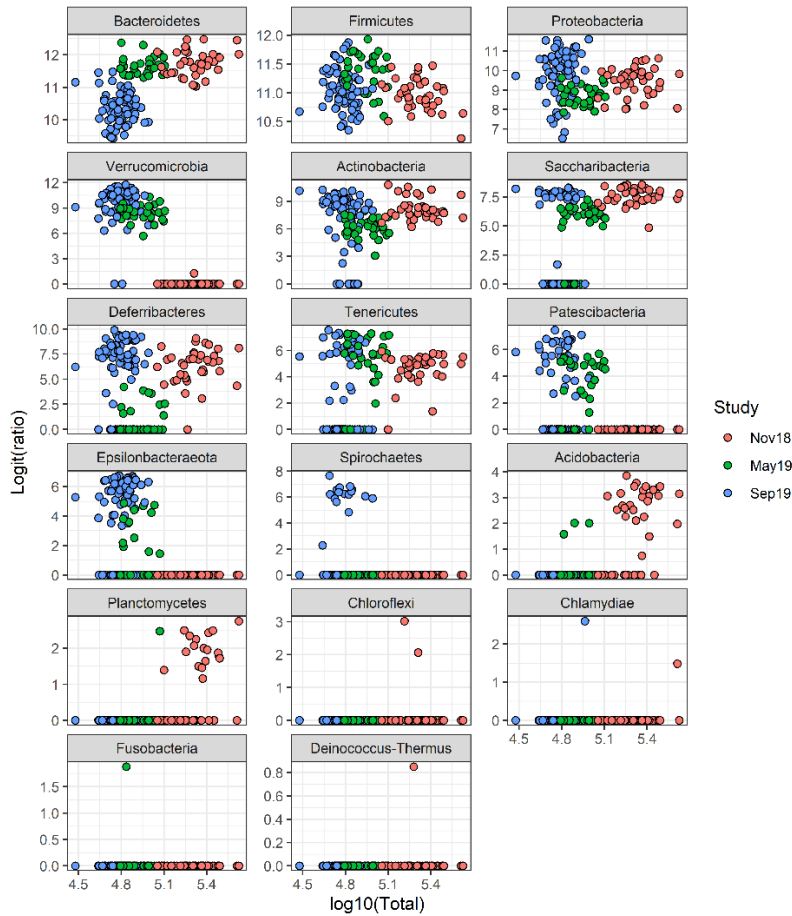 Bacteroidetes Firmicutes Proteobacteria
12 11 10
12.0 11.5 11.0 10.5
11 10 9 8 7
Verrucomicrobia Actinobacteria Saccharibacteria
12 9 6 3 0
9 6 3 0
7.5 5.0 2.5 0.0
Deferribacteres Tenericutes Patescibacteria
10.0 7.5 5.0 2.5 0.0
6 4 2 0
6 4 2 0
Logit(ratio)
Epsilonbacteraeota Spirochaetes Acidobacteria
6 4 2 0
8 6 4 2 0
4 3 2 1 0
Study
Nov18
May19
Sep19
Planctomycetes Chloroflexi Chlamydiae
2 1 0
3 2 1 0
2 1 0
4.5 4.8 5.1 5.4
Fusobacteria Deinococcus-Thermus
1.5 1.0 0.5 0.0
0.8 0.6 0.4 0.2 0.0
4.5 4.8 5.1 5.4 4.5 4.8 5.1 5.4
log10(Total)